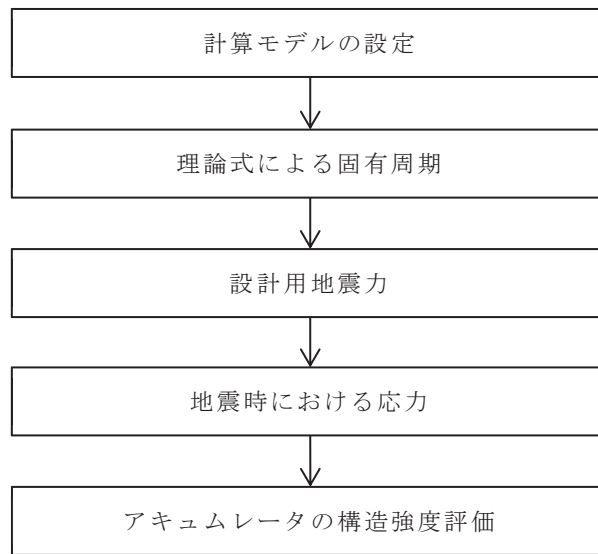 計算モデルの設定
理論式による固有周期
設計用地震力
地震時における応力
アキュムレータの構造強度評価